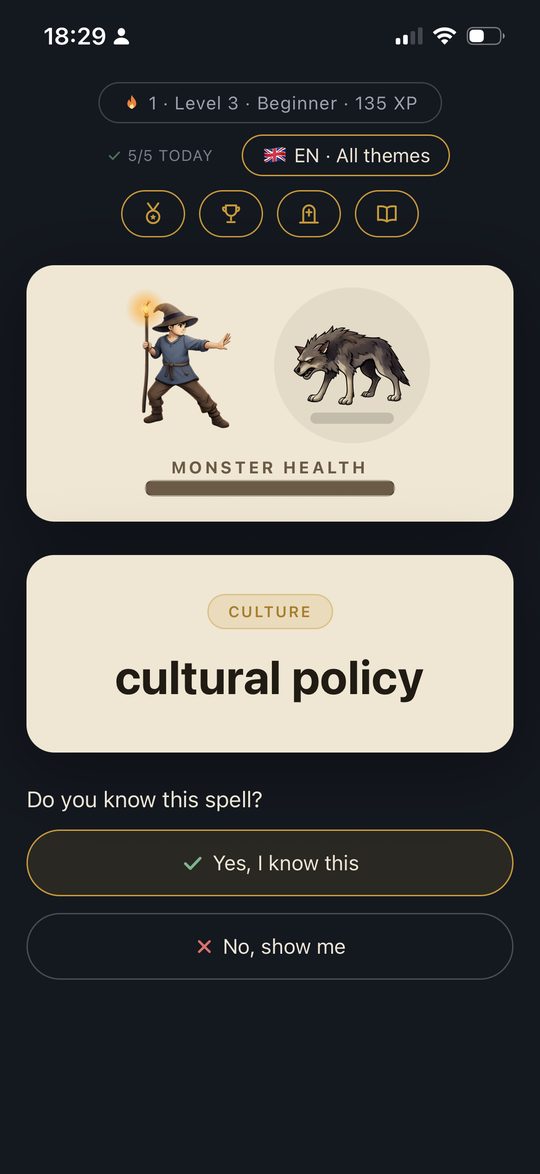 18:29
1 · Level 3 · Beginner · 135 XP
5/5 TODAY
EN · All themes
MONSTER HEALTH
CULTURE
cultural policy
Do you know this spell?
Yes, I know this
No, show me